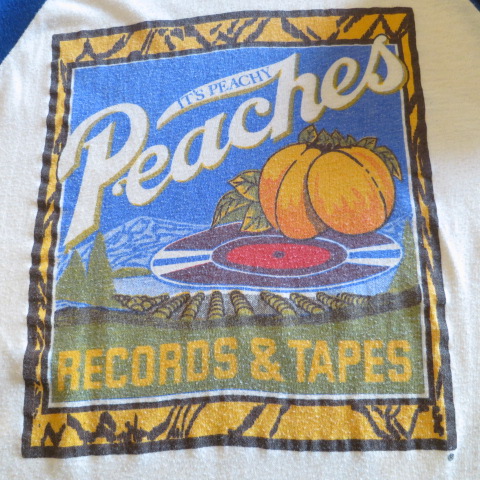 IT'S PEACHY
Peaches
RECORDS & TAPES
®